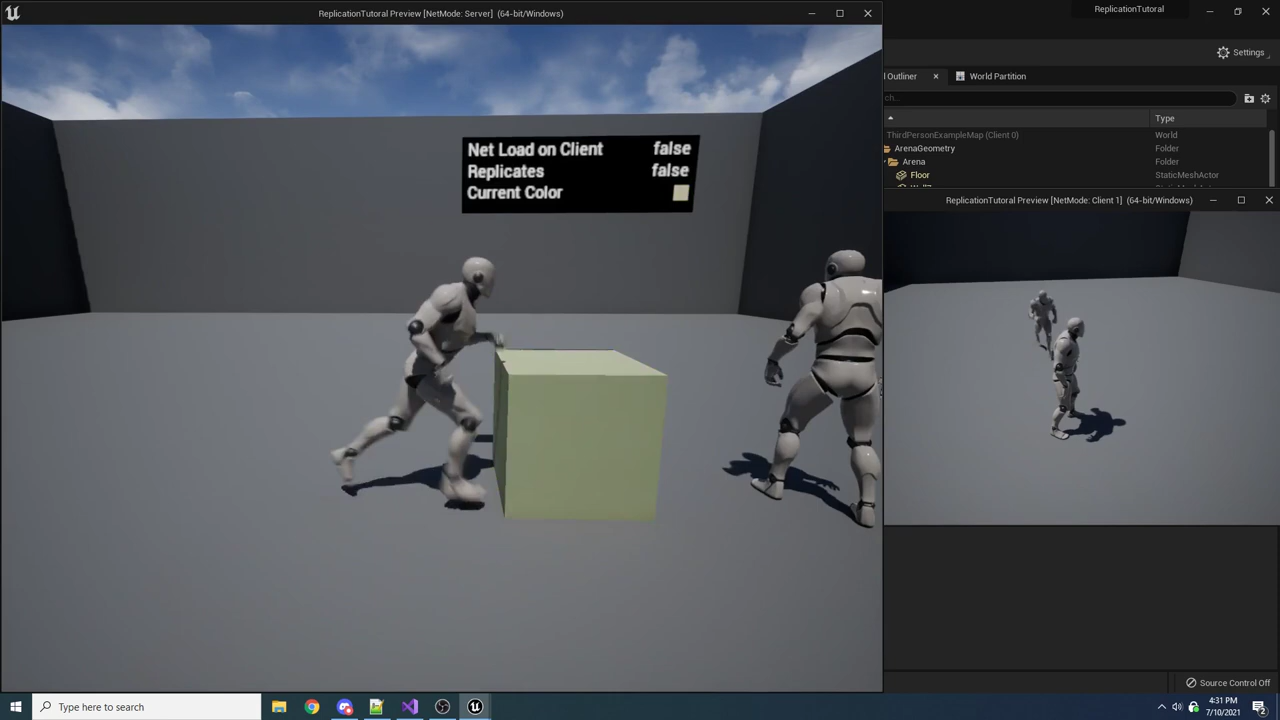 ReplicationTutoral Preview [NetMode: Server] (64-bit/Windows)
ReplicationTutoral
Settings
l Outliner
World Partition
ch...
Type
ThirdPersonExampleMap (Client 0)
World
ArenaGeometry
Folder
Arena
Folder
Floor
StaticMeshActor
Net Load on Client false
Replicates false
Current Color
ReplicationTutoral Preview [NetMode: Client 1] (64-bit/Windows)
Source Control Off
Type here to search
4:31 PM
7/10/2021
2